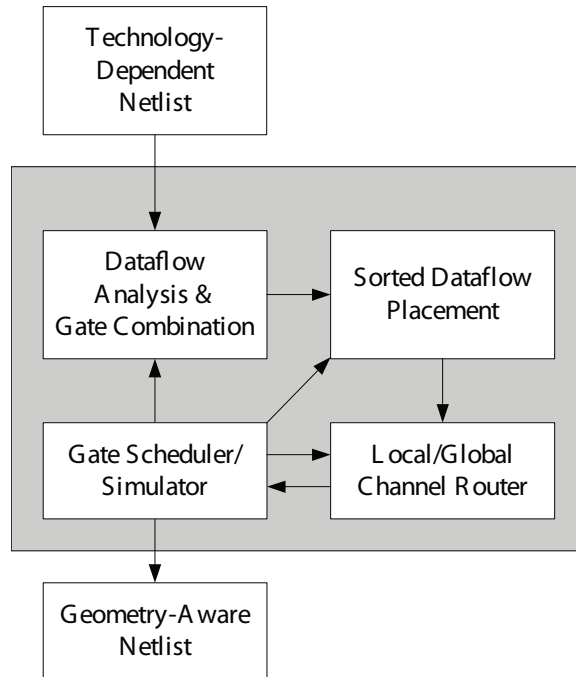 Technology-
Dependent
Netlist
Dataflow
Analysis &
Gate Combination
Sorted Dataflow
Placement
Gate Scheduler/
Simulator
Local/Global
Channel Router
Geometry-Aware
Netlist